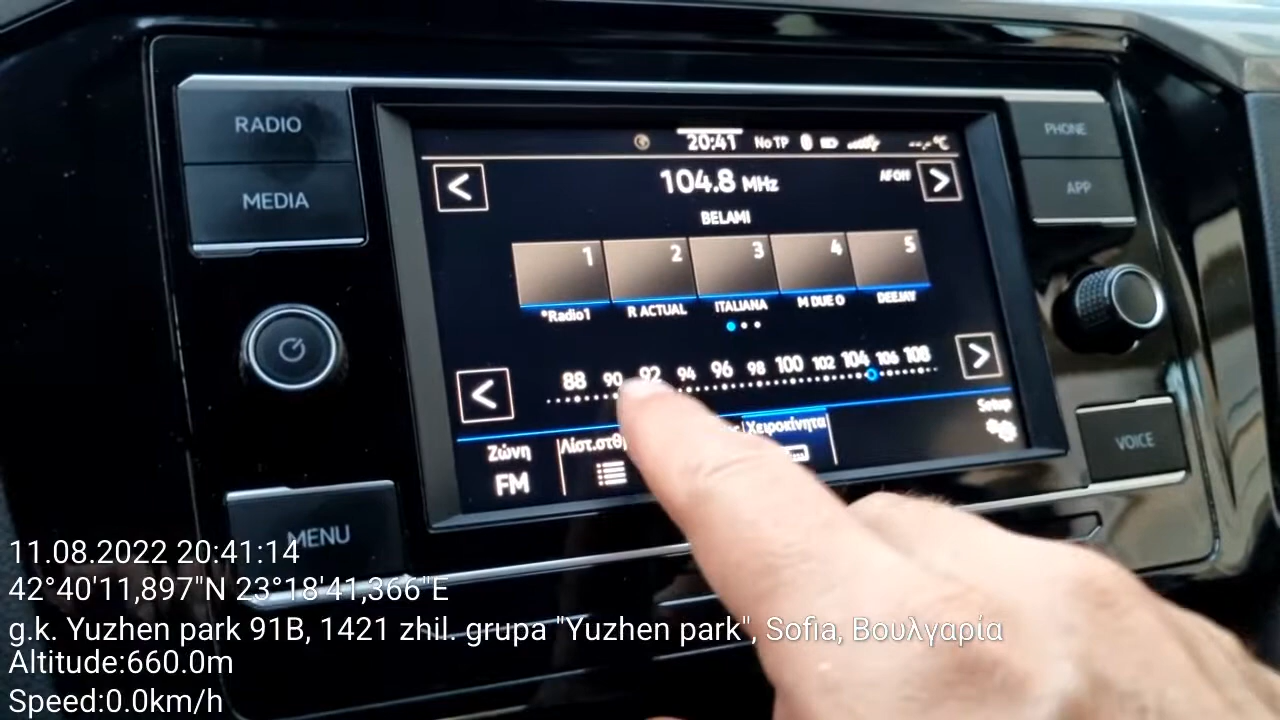 RADIO
MEDIA
MENU
PHONE
APP
VOICE
20:41 No TP --,-°C
104.8 MHz
AF Off
BELAMI
1 2 3 4 5
*Radio1 R ACTUAL ITALIANA M DUE O DEEJAY
88 90 92 94 96 98 100 102 104 106 108
Ζώνη Λίστ.στθ Χειροκίνητα Setup
FM
11.08.2022 20:41:14
42°40'11,897"N 23°18'41,366"E
g.k. Yuzhen park 91B, 1421 zhil. grupa "Yuzhen park", Sofia, Βουλγαρία
Altitude:660.0m
Speed:0.0km/h